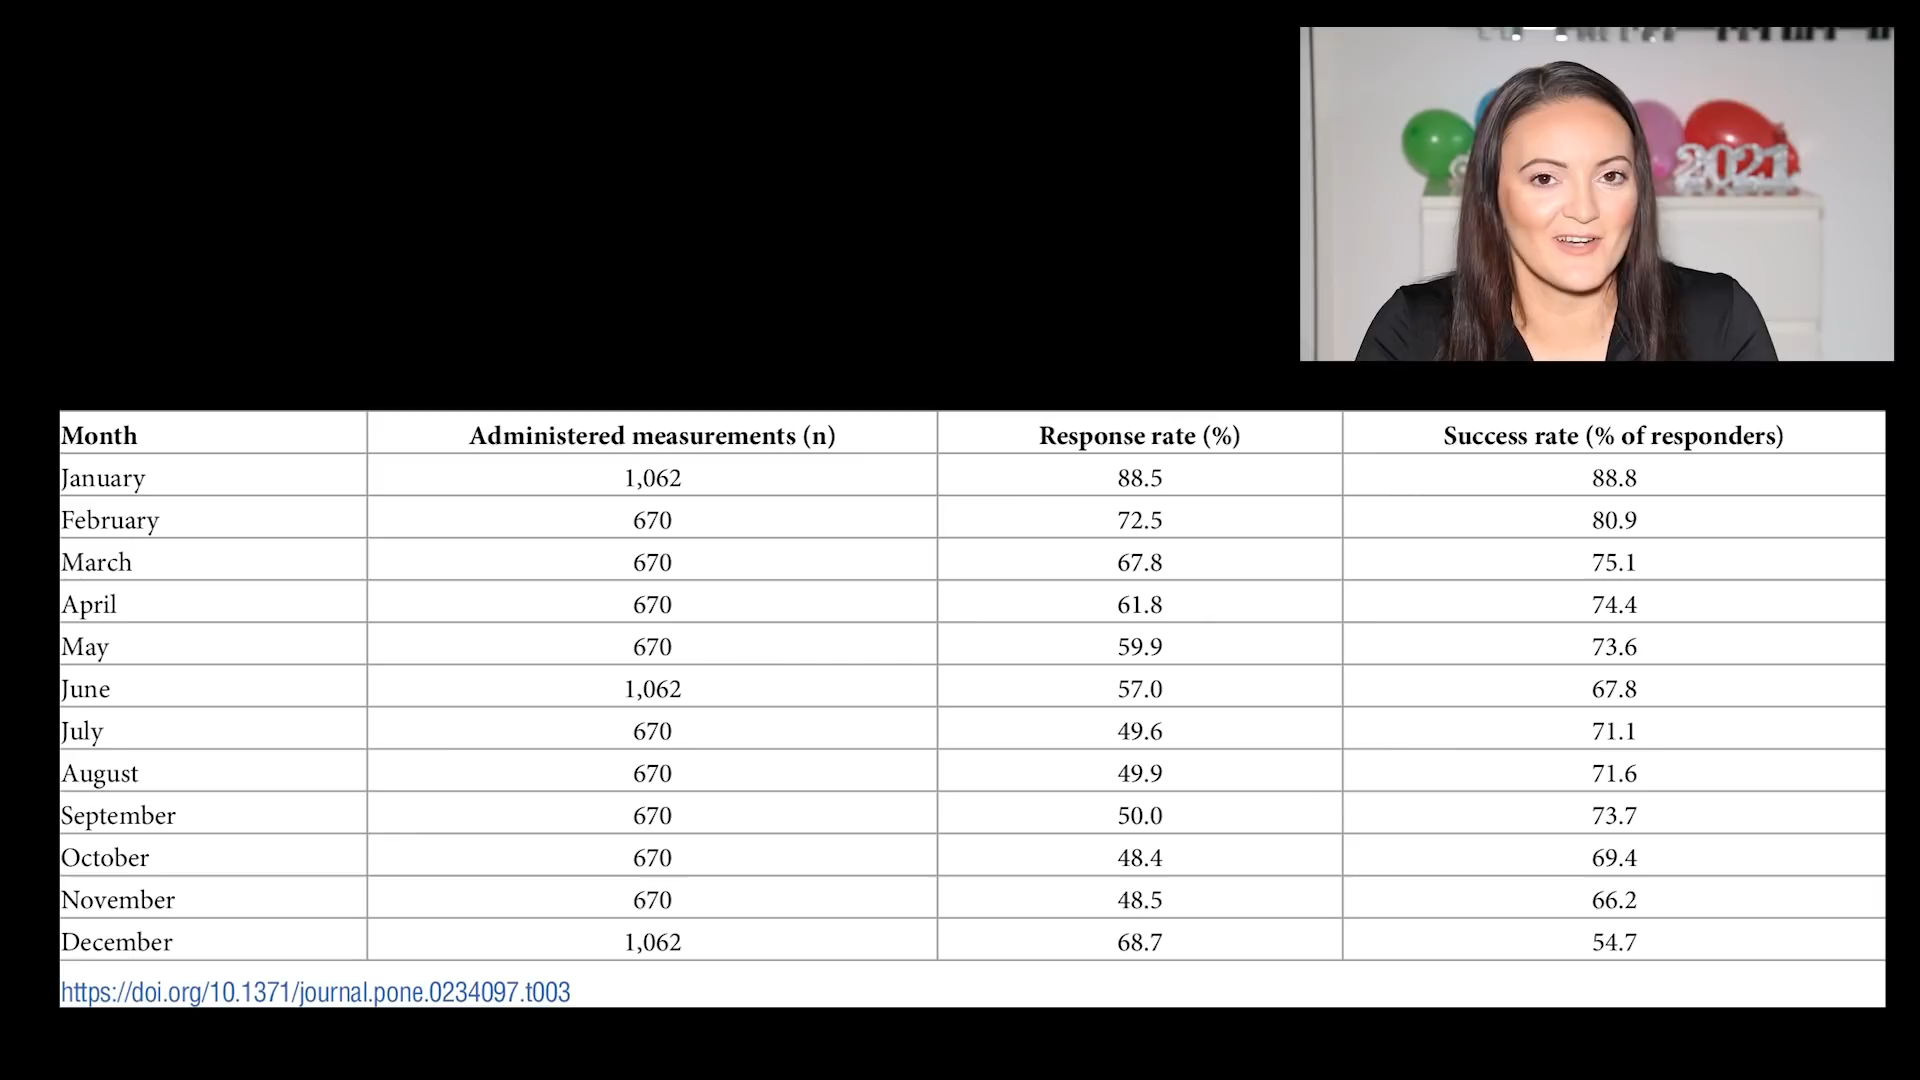 2021
Month Administered measurements (n) Response rate (%) Success rate (% of responders)
January 1,062 88.5 88.8
February 670 72.5 80.9
March 670 67.8 75.1
April 670 61.8 74.4
May 670 59.9 73.6
June 1,062 57.0 67.8
July 670 49.6 71.1
August 670 49.9 71.6
September 670 50.0 73.7
October 670 48.4 69.4
November 670 48.5 66.2
December 1,062 68.7 54.7
https://doi.org/10.1371/journal.pone.0234097.t003